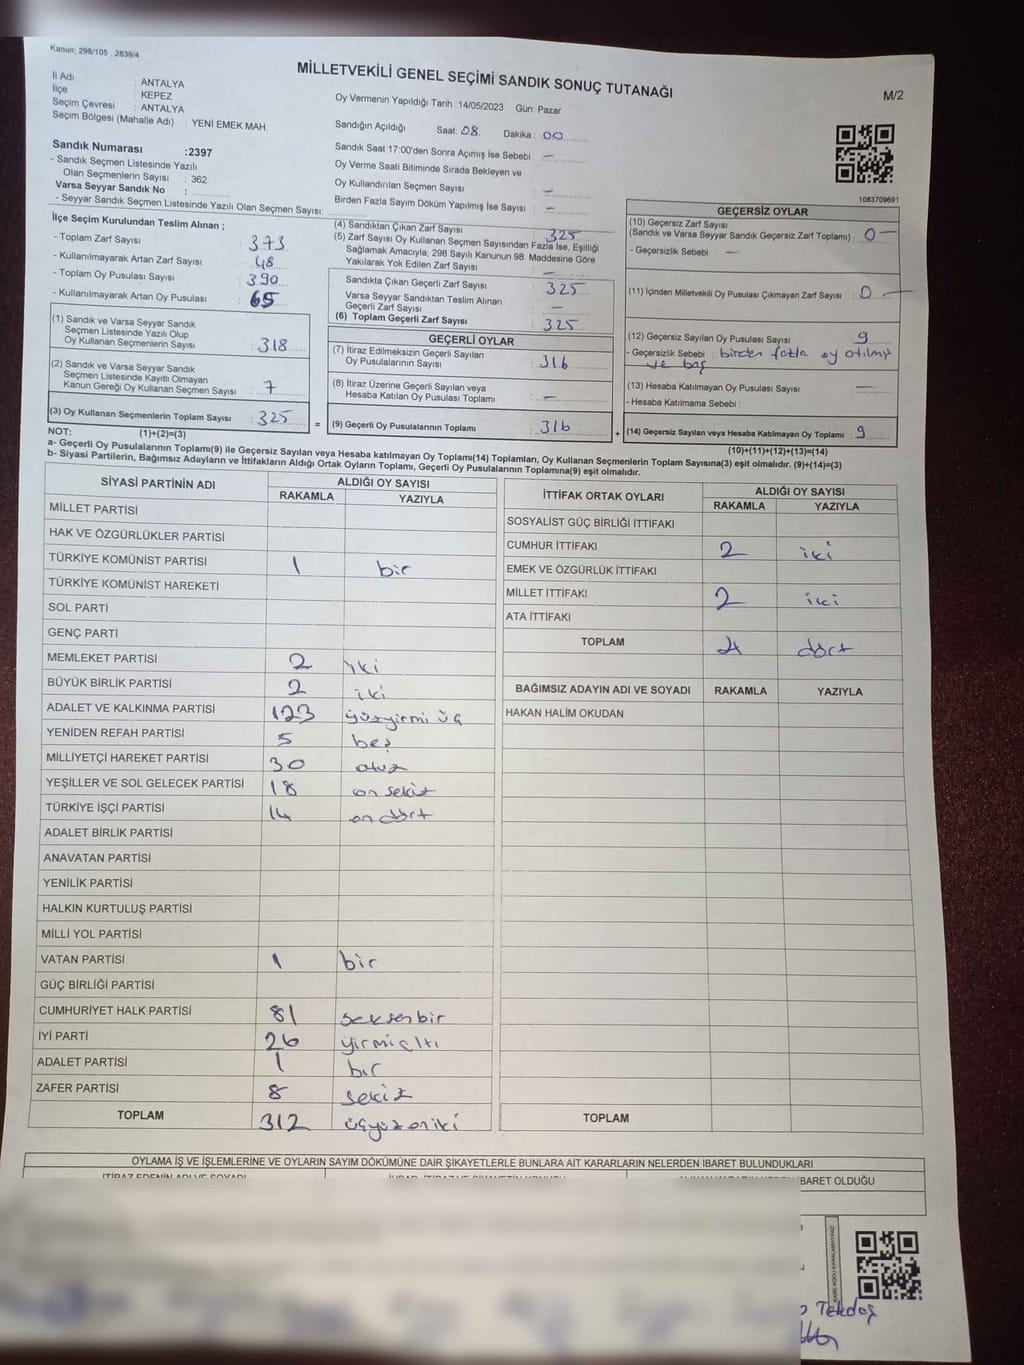 Kanun; 298/105 , 2839/4
MİLLETVEKİLİ GENEL SEÇİMİ SANDIK SONUÇ TUTANAĞI
M/2
İl Adı : ANTALYA
İlçe : KEPEZ
Seçim Çevresi : ANTALYA
Seçim Bölgesi (Mahalle Adı) : YENİ EMEK MAH.
Sandık Numarası :2397
- Sandık Seçmen Listesinde Yazılı
Olan Seçmenlerin Sayısı : 362
Varsa Seyyar Sandık No :
- Seyyar Sandık Seçmen Listesinde Yazılı Olan Seçmen Sayısı:
Oy Vermenin Yapıldığı Tarih :14/05/2023 Gün: Pazar
Sandığın Açıldığı Saat: 08 Dakika : 00
Sandık Saat 17:00'den Sonra Açımış İse Sebebi : —
Oy Verme Saati Bitiminde Sırada Bekleyen ve
Oy Kullandırılan Seçmen Sayısı : —
Birden Fazla Sayım Döküm Yapılmış İse Sayısı : —
1083709691
İlçe Seçim Kurulundan Teslim Alınan ;
- Toplam Zarf Sayısı : 373
- Kullanılmayarak Artan Zarf Sayısı : 48
- Toplam Oy Pusulası Sayısı : 390
- Kullanılmayarak Artan Oy Pusulası : 65
(1) Sandık ve Varsa Seyyar Sandık
Seçmen Listesinde Yazılı Olup
Oy Kullanan Seçmenlerin Sayısı : 318
(2) Sandık ve Varsa Seyyar Sandık
Seçmen Listesinde Kayıtlı Olmayan
Kanun Gereği Oy Kullanan Seçmen Sayısı : 7
(3) Oy Kullanan Seçmenlerin Toplam Sayısı : 325
(4) Sandıktan Çıkan Zarf Sayısı : 325
(5) Zarf Sayısı Oy Kullanan Seçmen Sayısından Fazla İse, Eşitliği
Sağlamak Amacıyla; 298 Sayılı Kanunun 98. Maddesine Göre
Yakılarak Yok Edilen Zarf Sayısı : —
Sandıkta Çıkan Geçerli Zarf Sayısı : 325
Varsa Seyyar Sandıktan Teslim Alınan
Geçerli Zarf Sayısı : —
(6) Toplam Geçerli Zarf Sayısı : 325
GEÇERLİ OYLAR
(7) İtiraz Edilmeksizin Geçerli Sayılan
Oy Pusulalarının Sayısı : 316
(8) İtiraz Üzerine Geçerli Sayılan veya
Hesaba Katılan Oy Pusulası Toplamı : —
= (9) Geçerli Oy Pusulalarının Toplamı : 316
GEÇERSİZ OYLAR
(10) Geçersiz Zarf Sayısı
(Sandık ve Varsa Seyyar Sandık Geçersiz Zarf Toplamı) : 0 —
- Geçersizlik Sebebi : —
(11) İçinden Milletvekili Oy Pusulası Çıkmayan Zarf Sayısı : 0 —
(12) Geçersiz Sayılan Oy Pusulası Sayısı : 9
- Geçersizlik Sebebi : birden fazla oy atılmış
ve boş
(13) Hesaba Katılmayan Oy Pusulası Sayısı : —
- Hesaba Katılmama Sebebi :
+ (14) Geçersiz Sayılan veya Hesaba Katılmayan Oy Toplamı : 9
NOT: (1)+(2)=(3)
(10)+(11)+(12)+(13)=(14)
a- Geçerli Oy Pusulalarının Toplamı(9) ile Geçersiz Sayılan veya Hesaba katılmayan Oy Toplamı(14) Toplamları, Oy Kullanan Seçmenlerin Toplam Sayısına(3) eşit olmalıdır. (9)+(14)=(3)
b- Siyasi Partilerin, Bağımsız Adayların ve İttifakların Aldığı Ortak Oyların Toplamı, Geçerli Oy Pusulalarının Toplamına(9) eşit olmalıdır.
SİYASİ PARTİNİN ADI ALDIĞI OY SAYISI
RAKAMLA YAZIYLA
MİLLET PARTİSİ
HAK VE ÖZGÜRLÜKLER PARTİSİ
TÜRKİYE KOMÜNİST PARTİSİ 1 bir
TÜRKİYE KOMÜNİST HAREKETİ
SOL PARTİ
GENÇ PARTİ
MEMLEKET PARTİSİ 2 iki
BÜYÜK BİRLİK PARTİSİ 2 iki
ADALET VE KALKINMA PARTİSİ 123 yüzyirmi üç
YENİDEN REFAH PARTİSİ 5 beş
MİLLİYETÇİ HAREKET PARTİSİ 30 otuz
YEŞİLLER VE SOL GELECEK PARTİSİ 18 on sekiz
TÜRKİYE İŞÇİ PARTİSİ 14 on dört
ADALET BİRLİK PARTİSİ
ANAVATAN PARTİSİ
YENİLİK PARTİSİ
HALKIN KURTULUŞ PARTİSİ
MİLLİ YOL PARTİSİ
VATAN PARTİSİ 1 bir
GÜÇ BİRLİĞİ PARTİSİ
CUMHURİYET HALK PARTİSİ 81 seksenbir
İYİ PARTİ 26 yirmialtı
ADALET PARTİSİ 1 bir
ZAFER PARTİSİ 8 sekiz
TOPLAM 312 üçyüzoniki
İTTİFAK ORTAK OYLARI ALDIĞI OY SAYISI
RAKAMLA YAZIYLA
SOSYALİST GÜÇ BİRLİĞİ İTTİFAKI
CUMHUR İTTİFAKI 2 iki
EMEK VE ÖZGÜRLÜK İTTİFAKI
MİLLET İTTİFAKI 2 iki
ATA İTTİFAKI
TOPLAM 4 dört
BAĞIMSIZ ADAYIN ADI VE SOYADI RAKAMLA YAZIYLA
HAKAN HALİM OKUDAN
TOPLAM
OYLAMA İŞ VE İŞLEMLERİNE VE OYLARIN SAYIM DÖKÜMÜNE DAİR ŞİKAYETLERLE BUNLARA AİT KARARLARIN NELERDEN İBARET BULUNDUKLARI
İTİRAZ EDENİN ADI VE SOYADI
BARET OLDUĞU
Tekdoğ